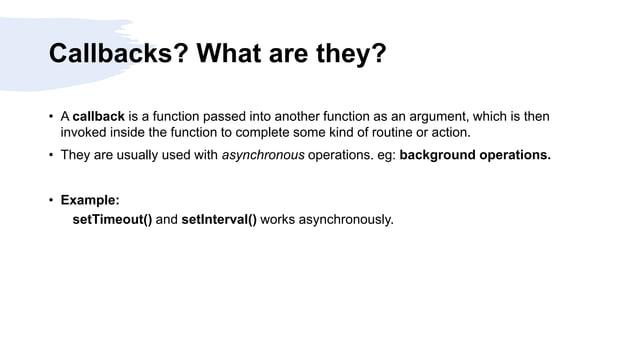 Callbacks? What are they?
• A callback is a function passed into another function as an argument, which is then
invoked inside the function to complete some kind of routine or action.
• They are usually used with asynchronous operations. eg: background operations.
• Example:
setTimeout() and setInterval() works asynchronously.